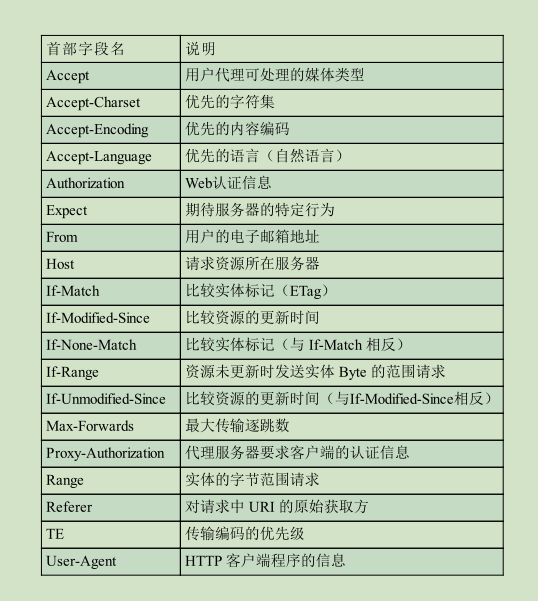 首部字段名 说明
Accept 用户代理可处理的媒体类型
Accept-Charset 优先的字符集
Accept-Encoding 优先的内容编码
Accept-Language 优先的语言（自然语言）
Authorization Web认证信息
Expect 期待服务器的特定行为
From 用户的电子邮箱地址
Host 请求资源所在服务器
If-Match 比较实体标记（ETag）
If-Modified-Since 比较资源的更新时间
If-None-Match 比较实体标记（与 If-Match 相反）
If-Range 资源未更新时发送实体 Byte 的范围请求
If-Unmodified-Since 比较资源的更新时间（与If-Modified-Since相反）
Max-Forwards 最大传输逐跳数
Proxy-Authorization 代理服务器要求客户端的认证信息
Range 实体的字节范围请求
Referer 对请求中 URI 的原始获取方
TE 传输编码的优先级
User-Agent HTTP 客户端程序的信息